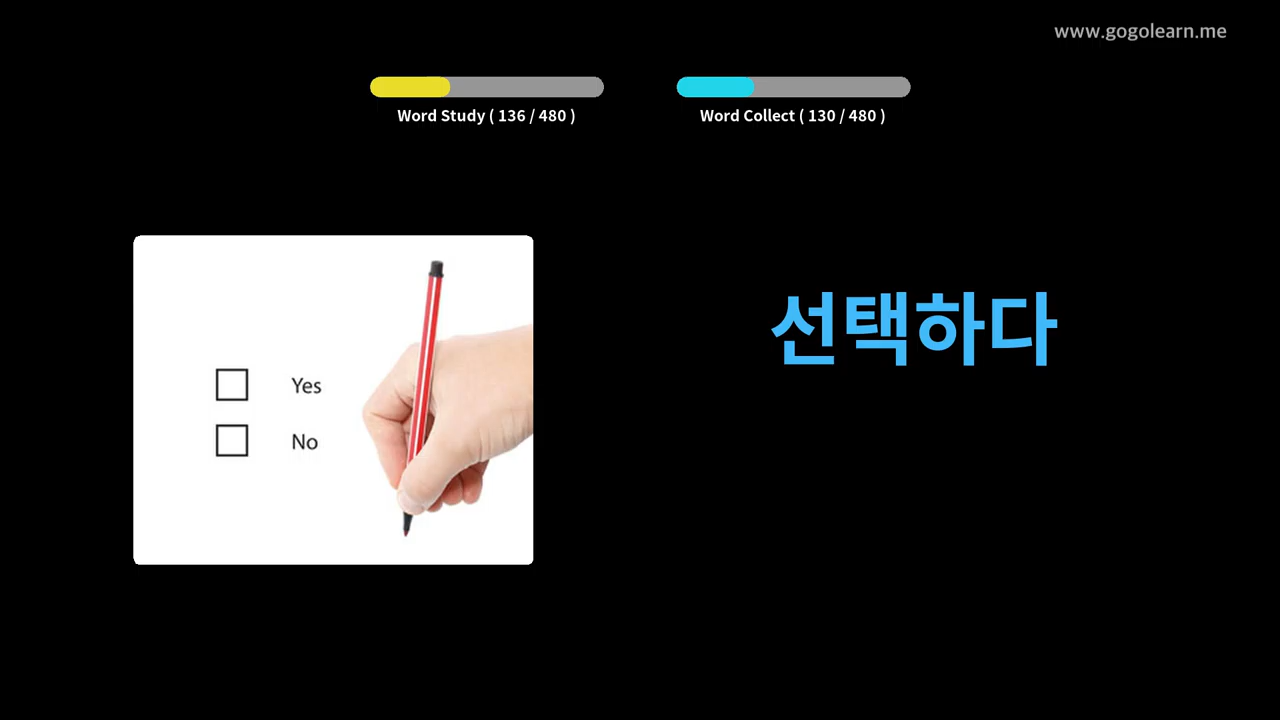 www.gogolearn.me
Word Study ( 136 / 480 )
Word Collect ( 130 / 480 )
선택하다
Yes
No